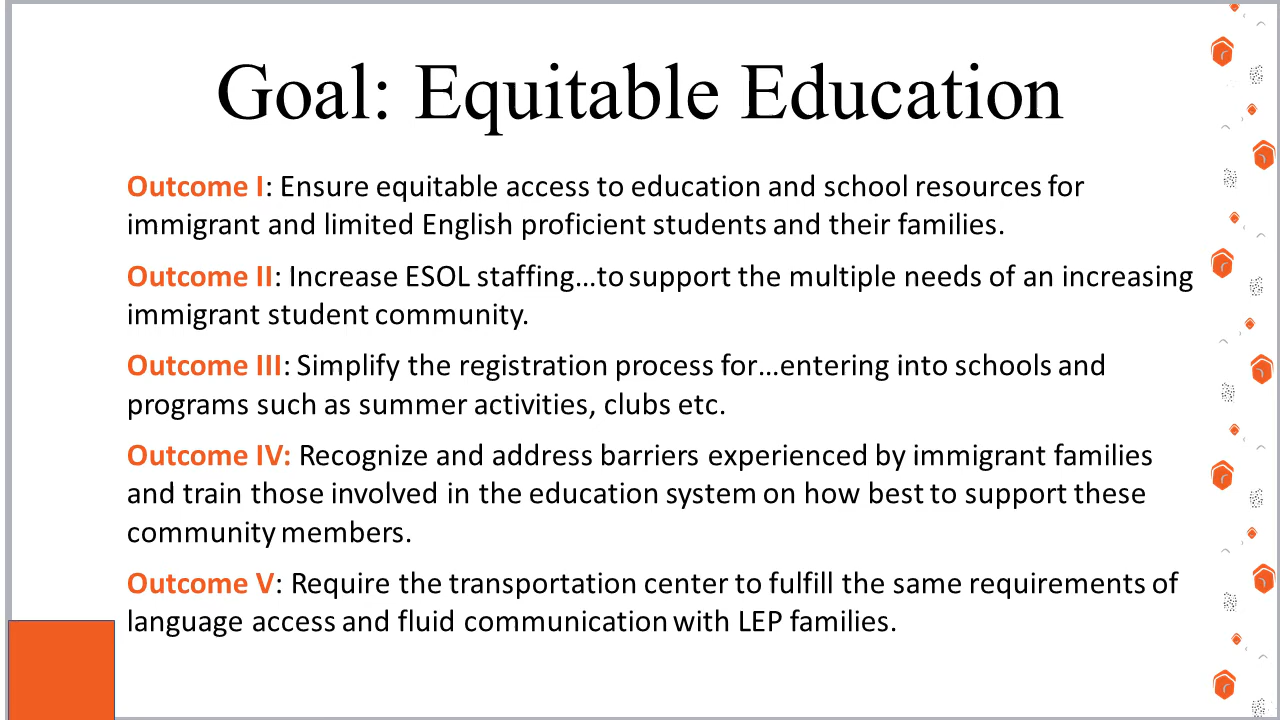 Goal: Equitable Education
Outcome I: Ensure equitable access to education and school resources for
immigrant and limited English proficient students and their families.
Outcome II: Increase ESOL staffing…to support the multiple needs of an increasing
immigrant student community.
Outcome III: Simplify the registration process for…entering into schools and
programs such as summer activities, clubs etc.
Outcome IV: Recognize and address barriers experienced by immigrant families
and train those involved in the education system on how best to support these
community members.
Outcome V: Require the transportation center to fulfill the same requirements of
language access and fluid communication with LEP families.